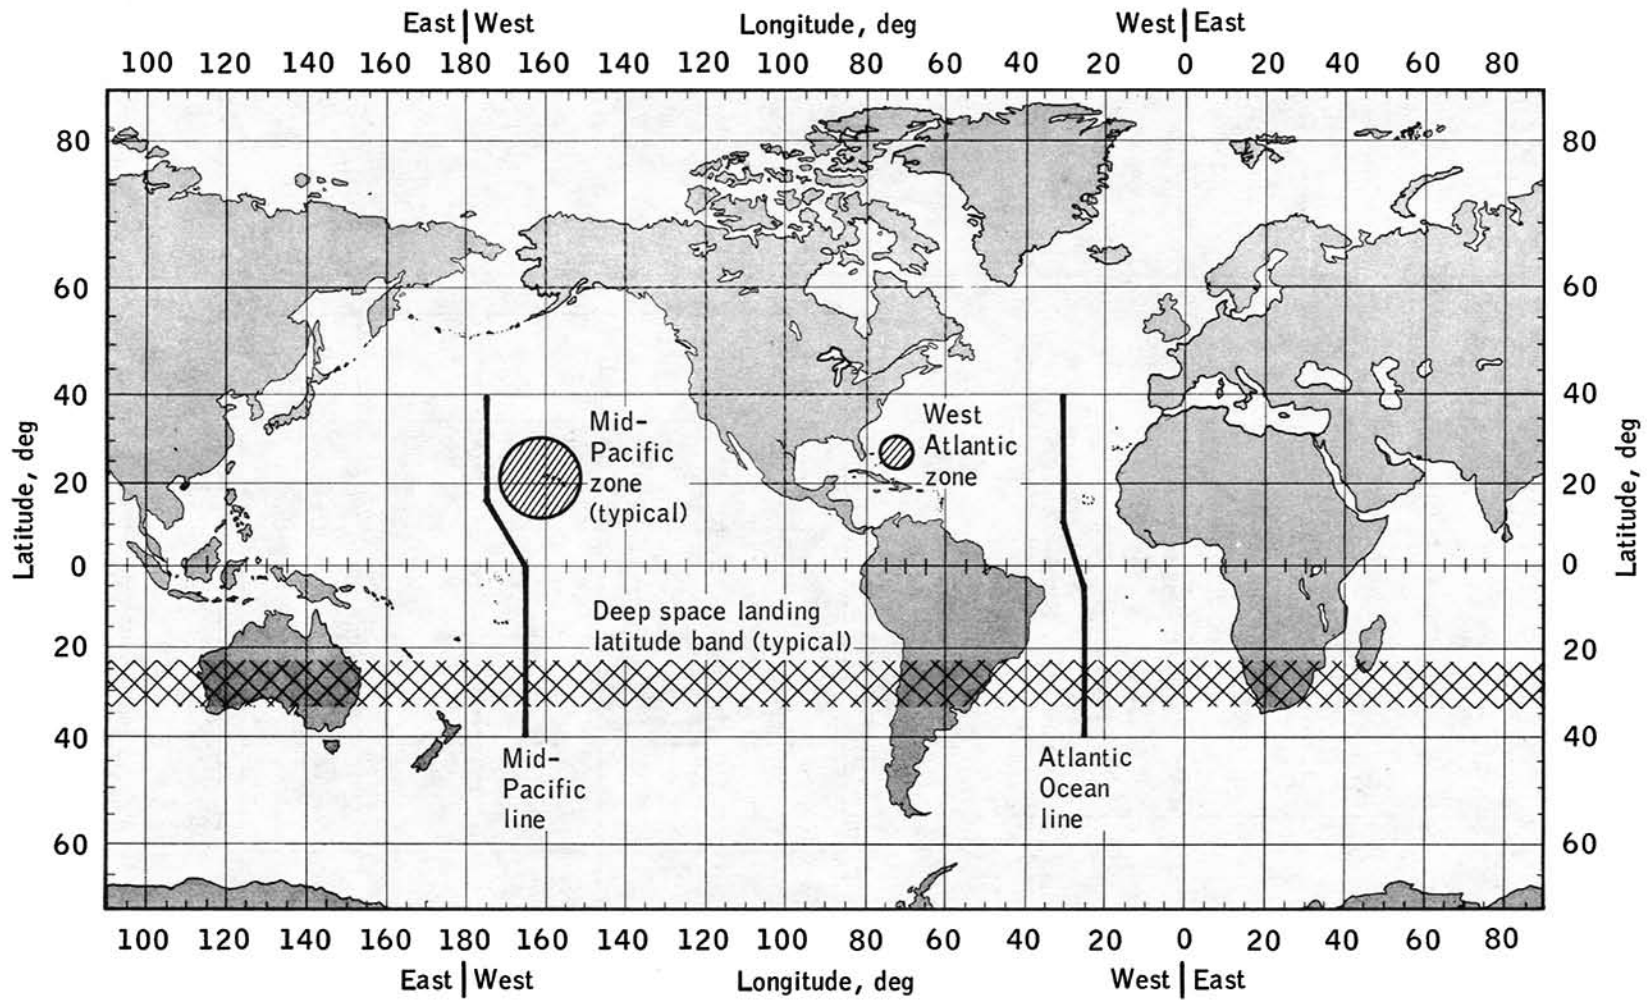 East West Longitude, deg West East
100 120 140 160 180 160 140 120 100 80 60 40 20 0 20 40 60 80
80 80
60 60
40 40
West
Mid- Atlantic
Pacific zone
zone
(typical)
20 20
Latitude, deg Latitude, deg
0 0
Deep space landing
latitude band (typical)
20 20
40 40
Mid-
Pacific
line
Atlantic
Ocean
line
60 60
100 120 140 160 180 160 140 120 100 80 60 40 20 0 20 40 60 80
East West Longitude, deg West East